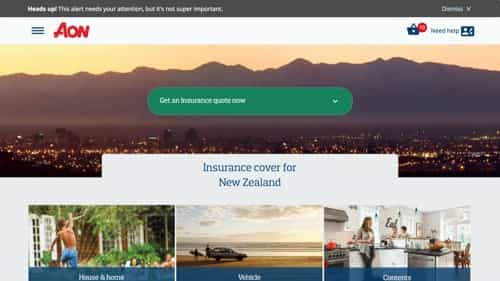 Heads up! This alert needs your attention, but it's not super important.
Dismiss ×
AON
10
Need help
Get an Insurance quote now
Insurance cover for
New Zealand
House & home
Vehicle
Contents